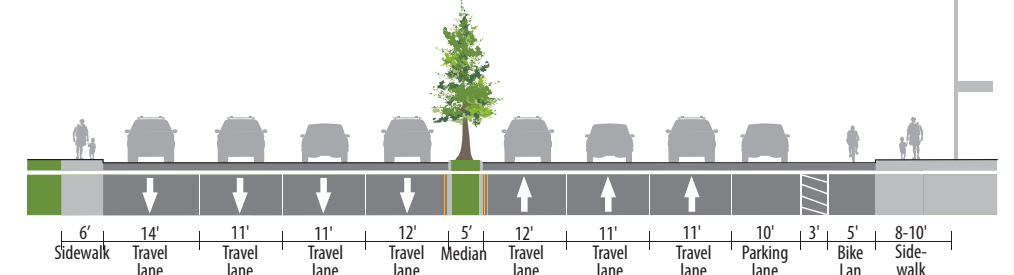 6’ 14' 11' 11' 12' 5’ 12' 11' 11' 10' 3' 5' 8-10'
Sidewalk Travel Travel Travel Travel Median Travel Travel Travel Parking Bike Side-
lane lane lane lane lane lane lane lane Lan walk